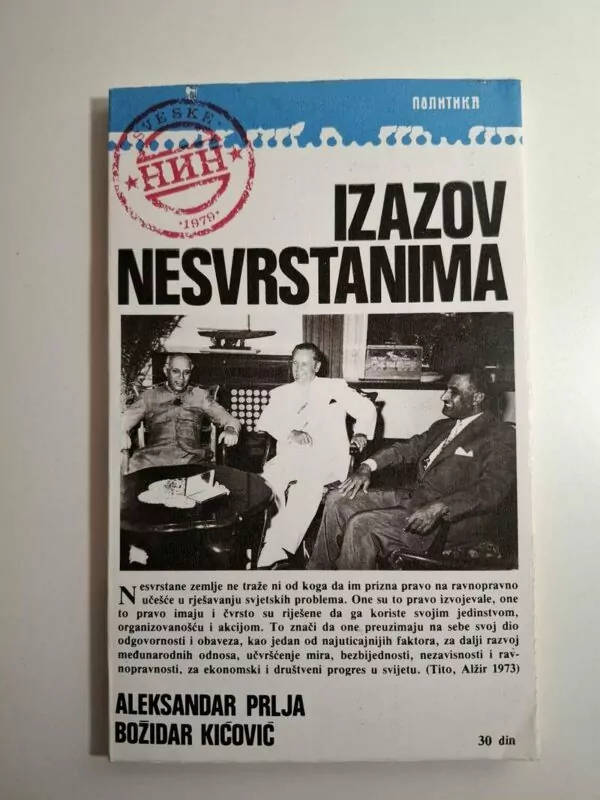 ПОЛИТИКА
SVESKE
НИН
·1979·
IZAZOV
NESVRSTANIMA
Nesvrstane zemlje ne traže ni od koga da im prizna pravo na ravnopravno
učešće u rješavanju svjetskih problema. One su to pravo izvojevale, one
to pravo imaju i čvrsto su riješene da ga koriste svojim jedinstvom,
organizovanošću i akcijom. To znači da one preuzimaju na sebe svoj dio
odgovornosti i obaveza, kao jedan od najuticajnijih faktora, za dalji razvoj
međunarodnih odnosa, učvršćenje mira, bezbijednosti, nezavisnosti i rav-
nopravnosti, za ekonomski i društveni progres u svijetu. (Tito, Alžir 1973)
ALEKSANDAR PRLJA
BOŽIDAR KIĆOVIĆ
30 din